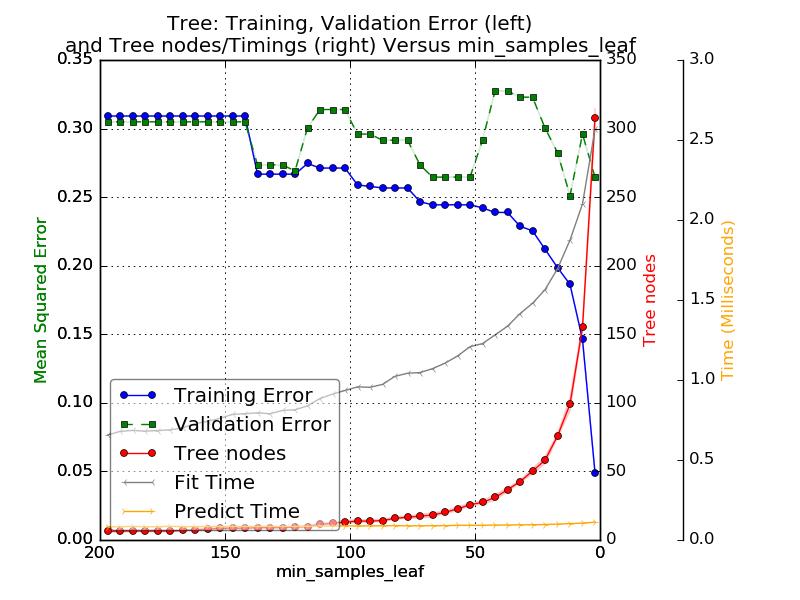 Tree: Training, Validation Error (left)
and Tree nodes/Timings (right) Versus min_samples_leaf
0.35
0.30
0.25
0.20
0.15
0.10
0.05
0.00
Mean Squared Error
350
300
250
200
150
100
50
0
Tree nodes
3.0
2.5
2.0
1.5
1.0
0.5
0.0
Time (Milliseconds)
Training Error
Validation Error
Tree nodes
Fit Time
Predict Time
200 150 100 50 0
min_samples_leaf